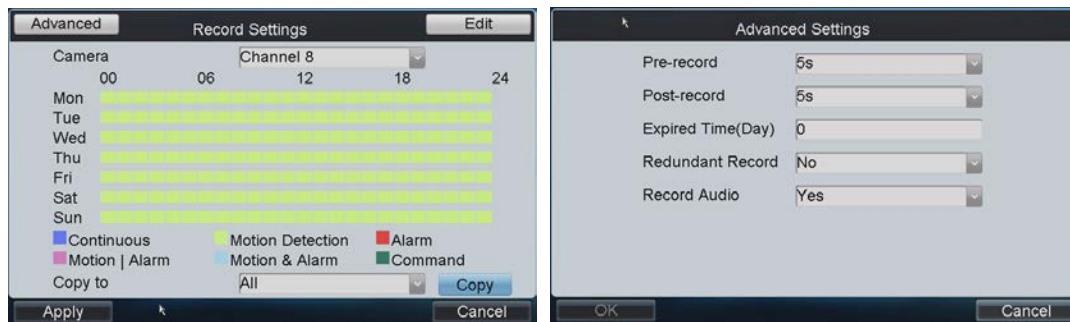 Advanced Record Settings Edit
Camera Channel 8
00 06 12 18 24
Mon
Tue
Wed
Thu
Fri
Sat
Sun
Continuous Motion Detection Alarm
Motion | Alarm Motion & Alarm Command
Copy to All Copy
Apply Cancel
Advanced Settings
Pre-record 5s
Post-record 5s
Expired Time(Day) 0
Redundant Record No
Record Audio Yes
OK Cancel